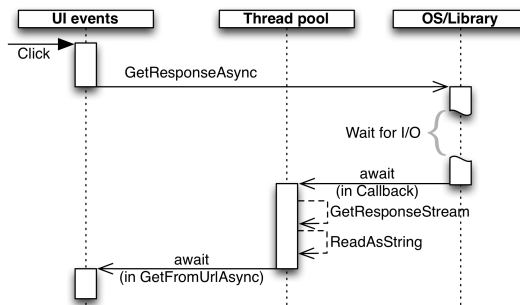 UI events
Thread pool
OS/Library
Click
GetResponseAsync
Wait for I/O
await
(in Callback)
GetResponseStream
ReadAsString
await
(in GetFromUrlAsync)